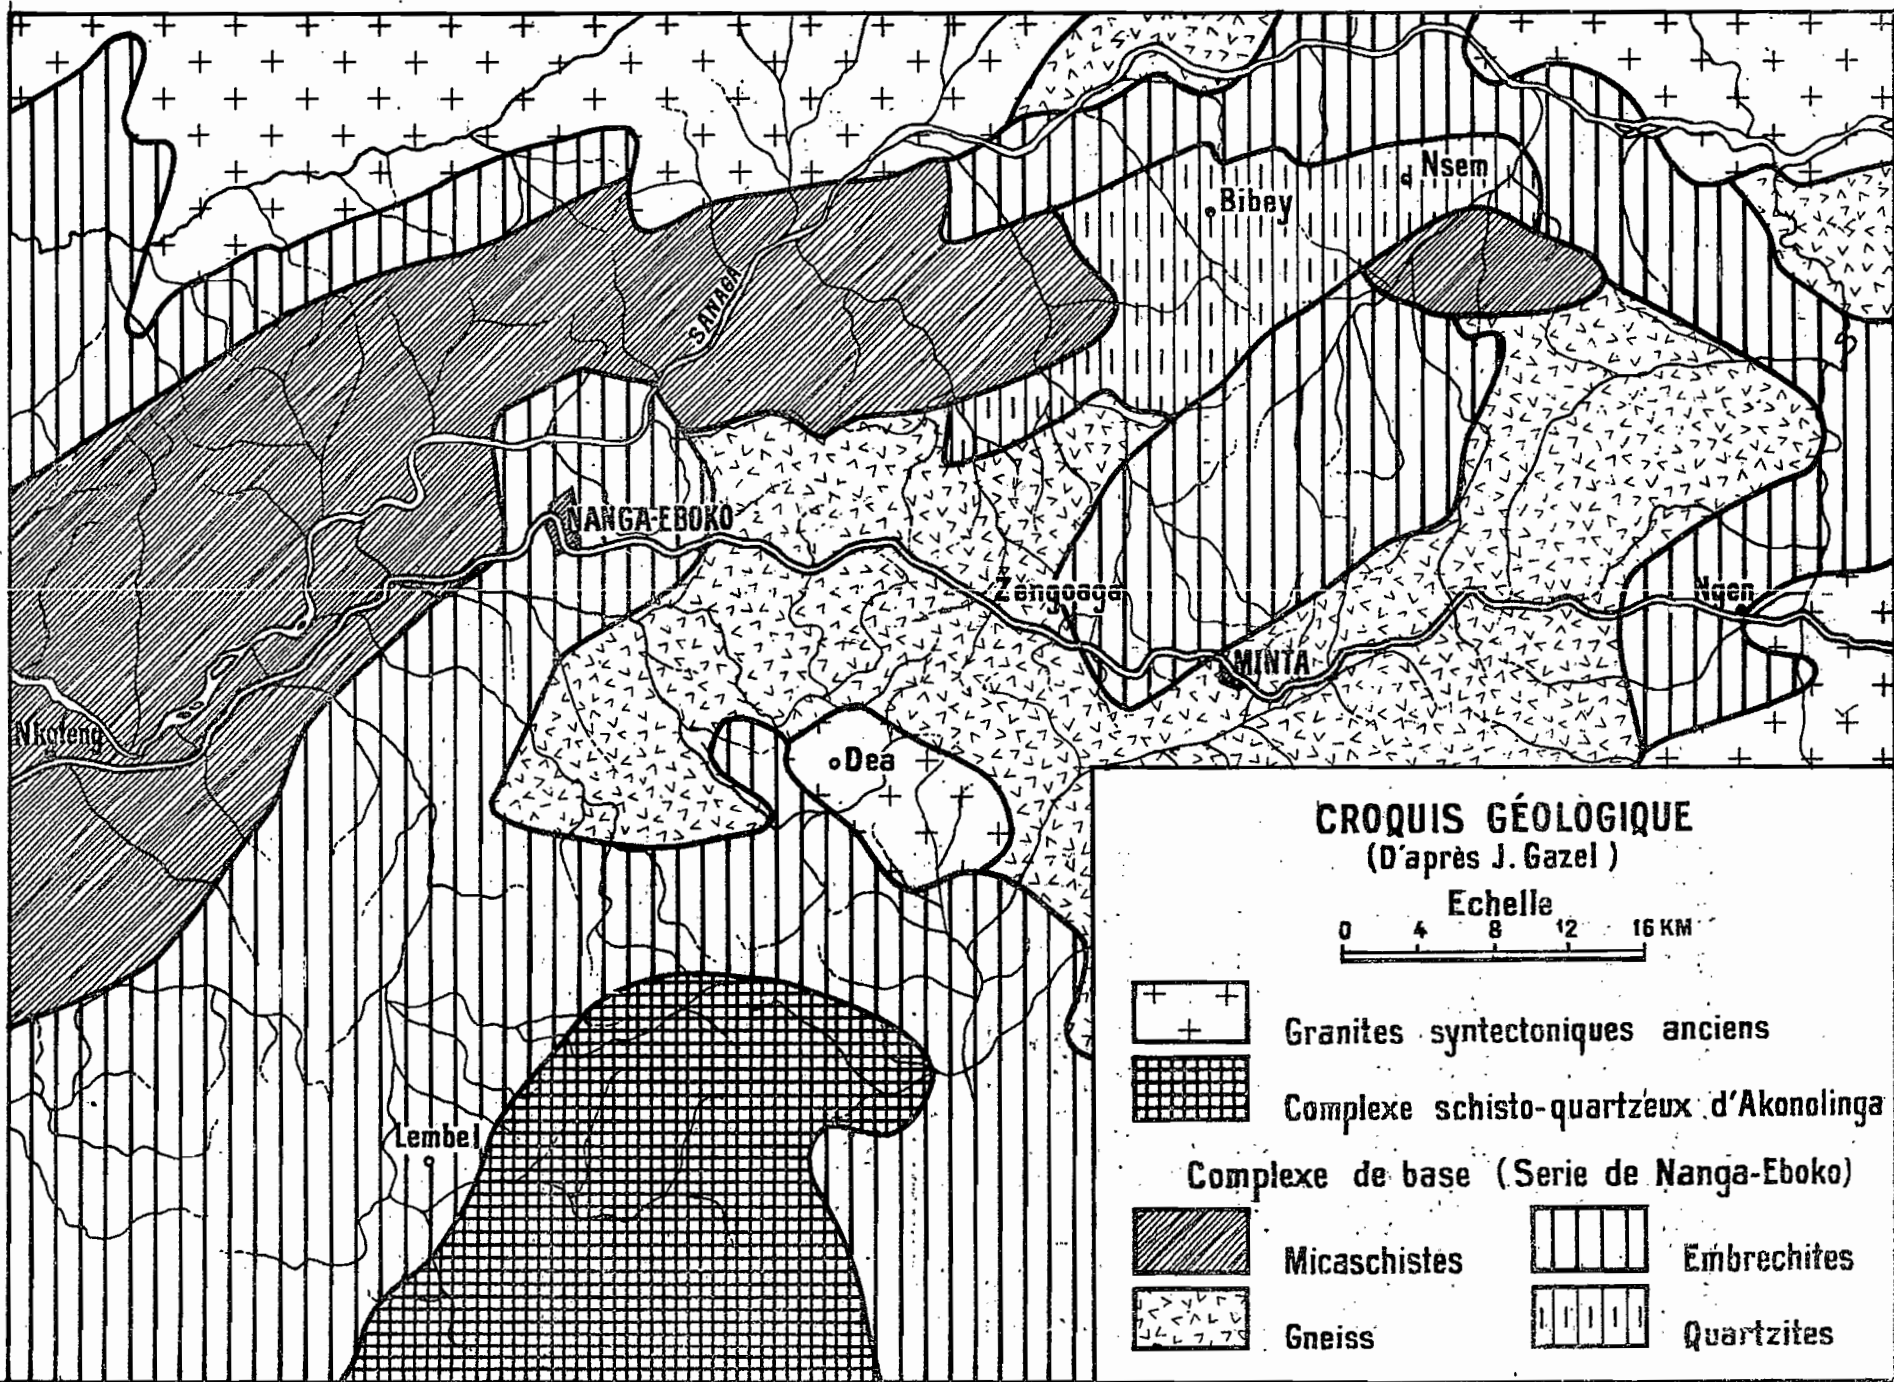 Nsem
Bibey
SANAGA
NANGA-EBOKO
Zengoaga
Ngen
MINTA
Nkoteng
Dea
Lembel
CROQUIS GÉOLOGIQUE
(D'après J. Gazel)
Echelle
0 4 8 12 16 KM
Granites syntectoniques anciens
Complexe schisto-quartzeux d'Akonolinga
Complexe de base (Serie de Nanga-Eboko)
Micaschistes
Embrechites
Gneiss
Quartzites